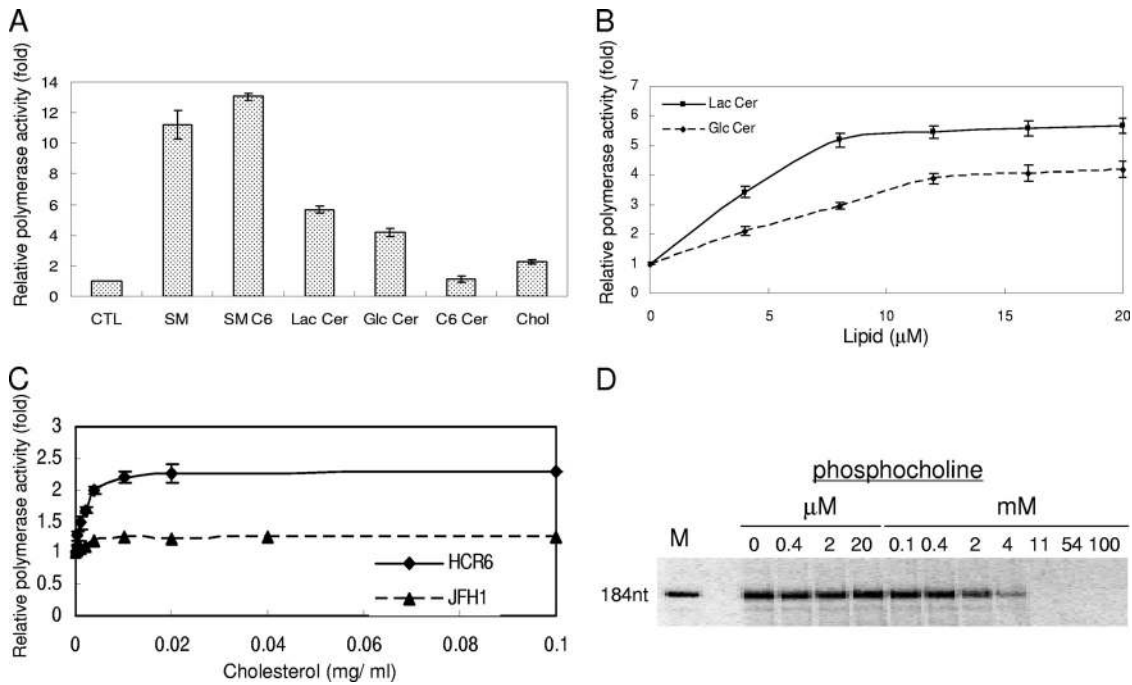 A
Relative polymerase activity (fold)
14
12
10
8
6
4
2
0
CTL SM SM C6 Lac Cer Glc Cer C6 Cer Chol
B
Relative polymerase activity (fold)
7
6
5
4
3
2
1
0
Lac Cer
Glc Cer
0 5 10 15 20
Lipid (μM)
C
Relative polymerase activity (fold)
3
2.5
2
1.5
1
0.5
0
HCR6
JFH1
0 0.02 0.04 0.06 0.08 0.1
Cholesterol (mg/ ml)
D
phosphocholine
μM mM
M 0 0.4 2 20 0.1 0.4 2 4 11 54 100
184nt